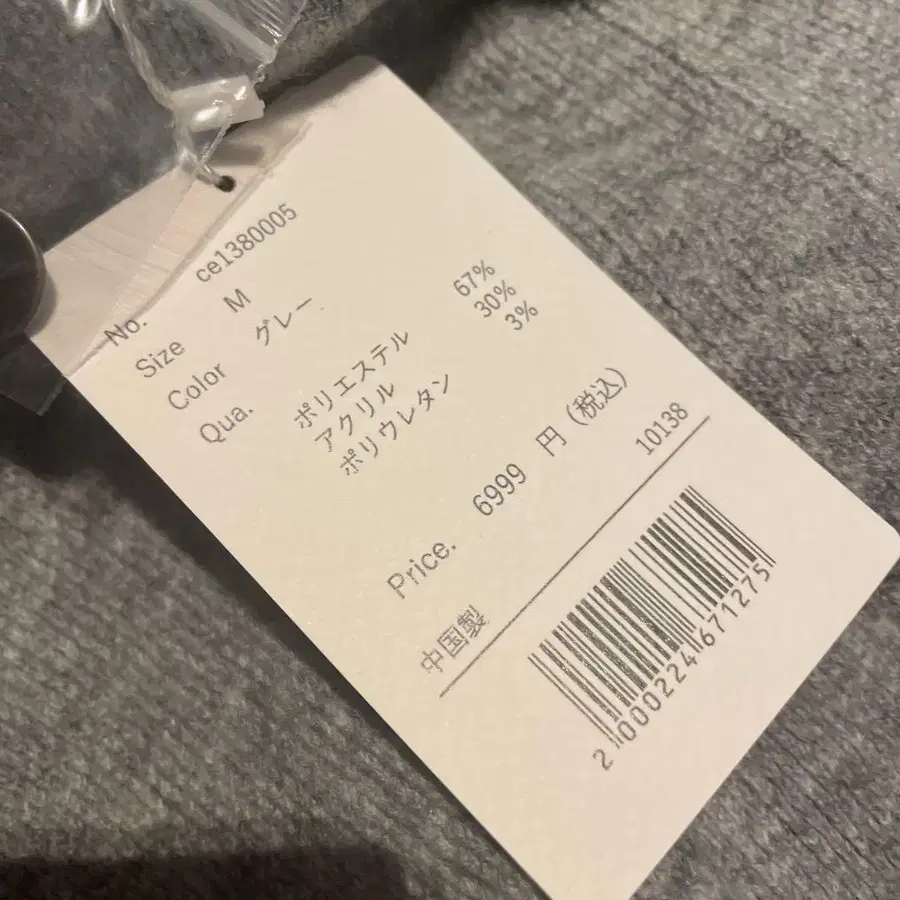 No. ce1380005
Size M
Color グレー
Qua. ポリエステル 67%
アクリル 30%
ポリウレタン 3%
Price. 6999 円 (税込)
中国製 10138
2000224671275